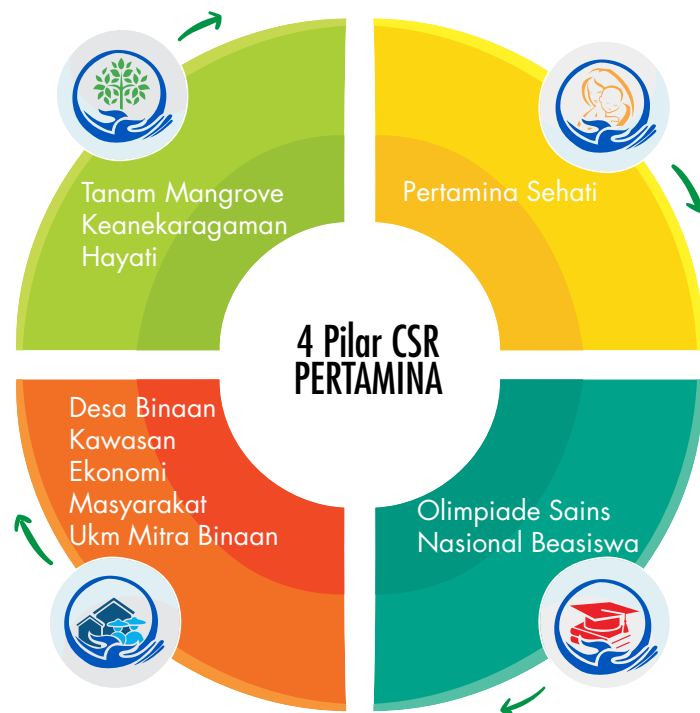 Tanam Mangrove
Keanekaragaman
Hayati
Pertamina Sehati
4 Pilar CSR
PERTAMINA
Desa Binaan
Kawasan
Ekonomi
Masyarakat
Ukm Mitra Binaan
Olimpiade Sains
Nasional Beasiswa